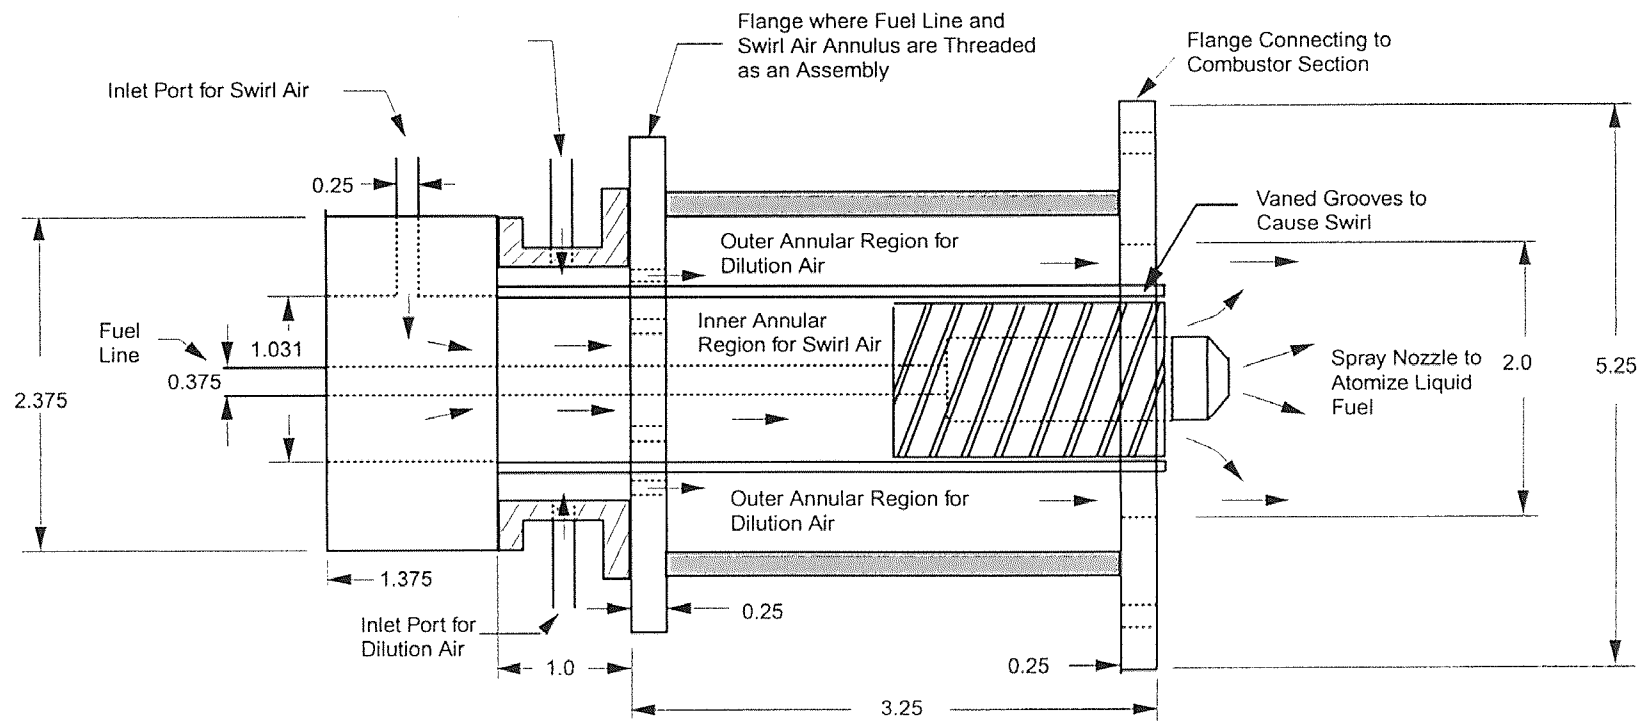 Flange where Fuel Line and
Swirl Air Annulus are Threaded
as an Assembly
Flange Connecting to
Combustor Section
Inlet Port for Swirl Air
0.25
Vaned Grooves to
Cause Swirl
Outer Annular Region for
Dilution Air
Inner Annular
Region for Swirl Air
Fuel
Line
1.031
0.375
2.375
Spray Nozzle to
Atomize Liquid
Fuel
2.0
5.25
Outer Annular Region for
Dilution Air
1.375
0.25
Inlet Port for
Dilution Air
1.0
0.25
3.25